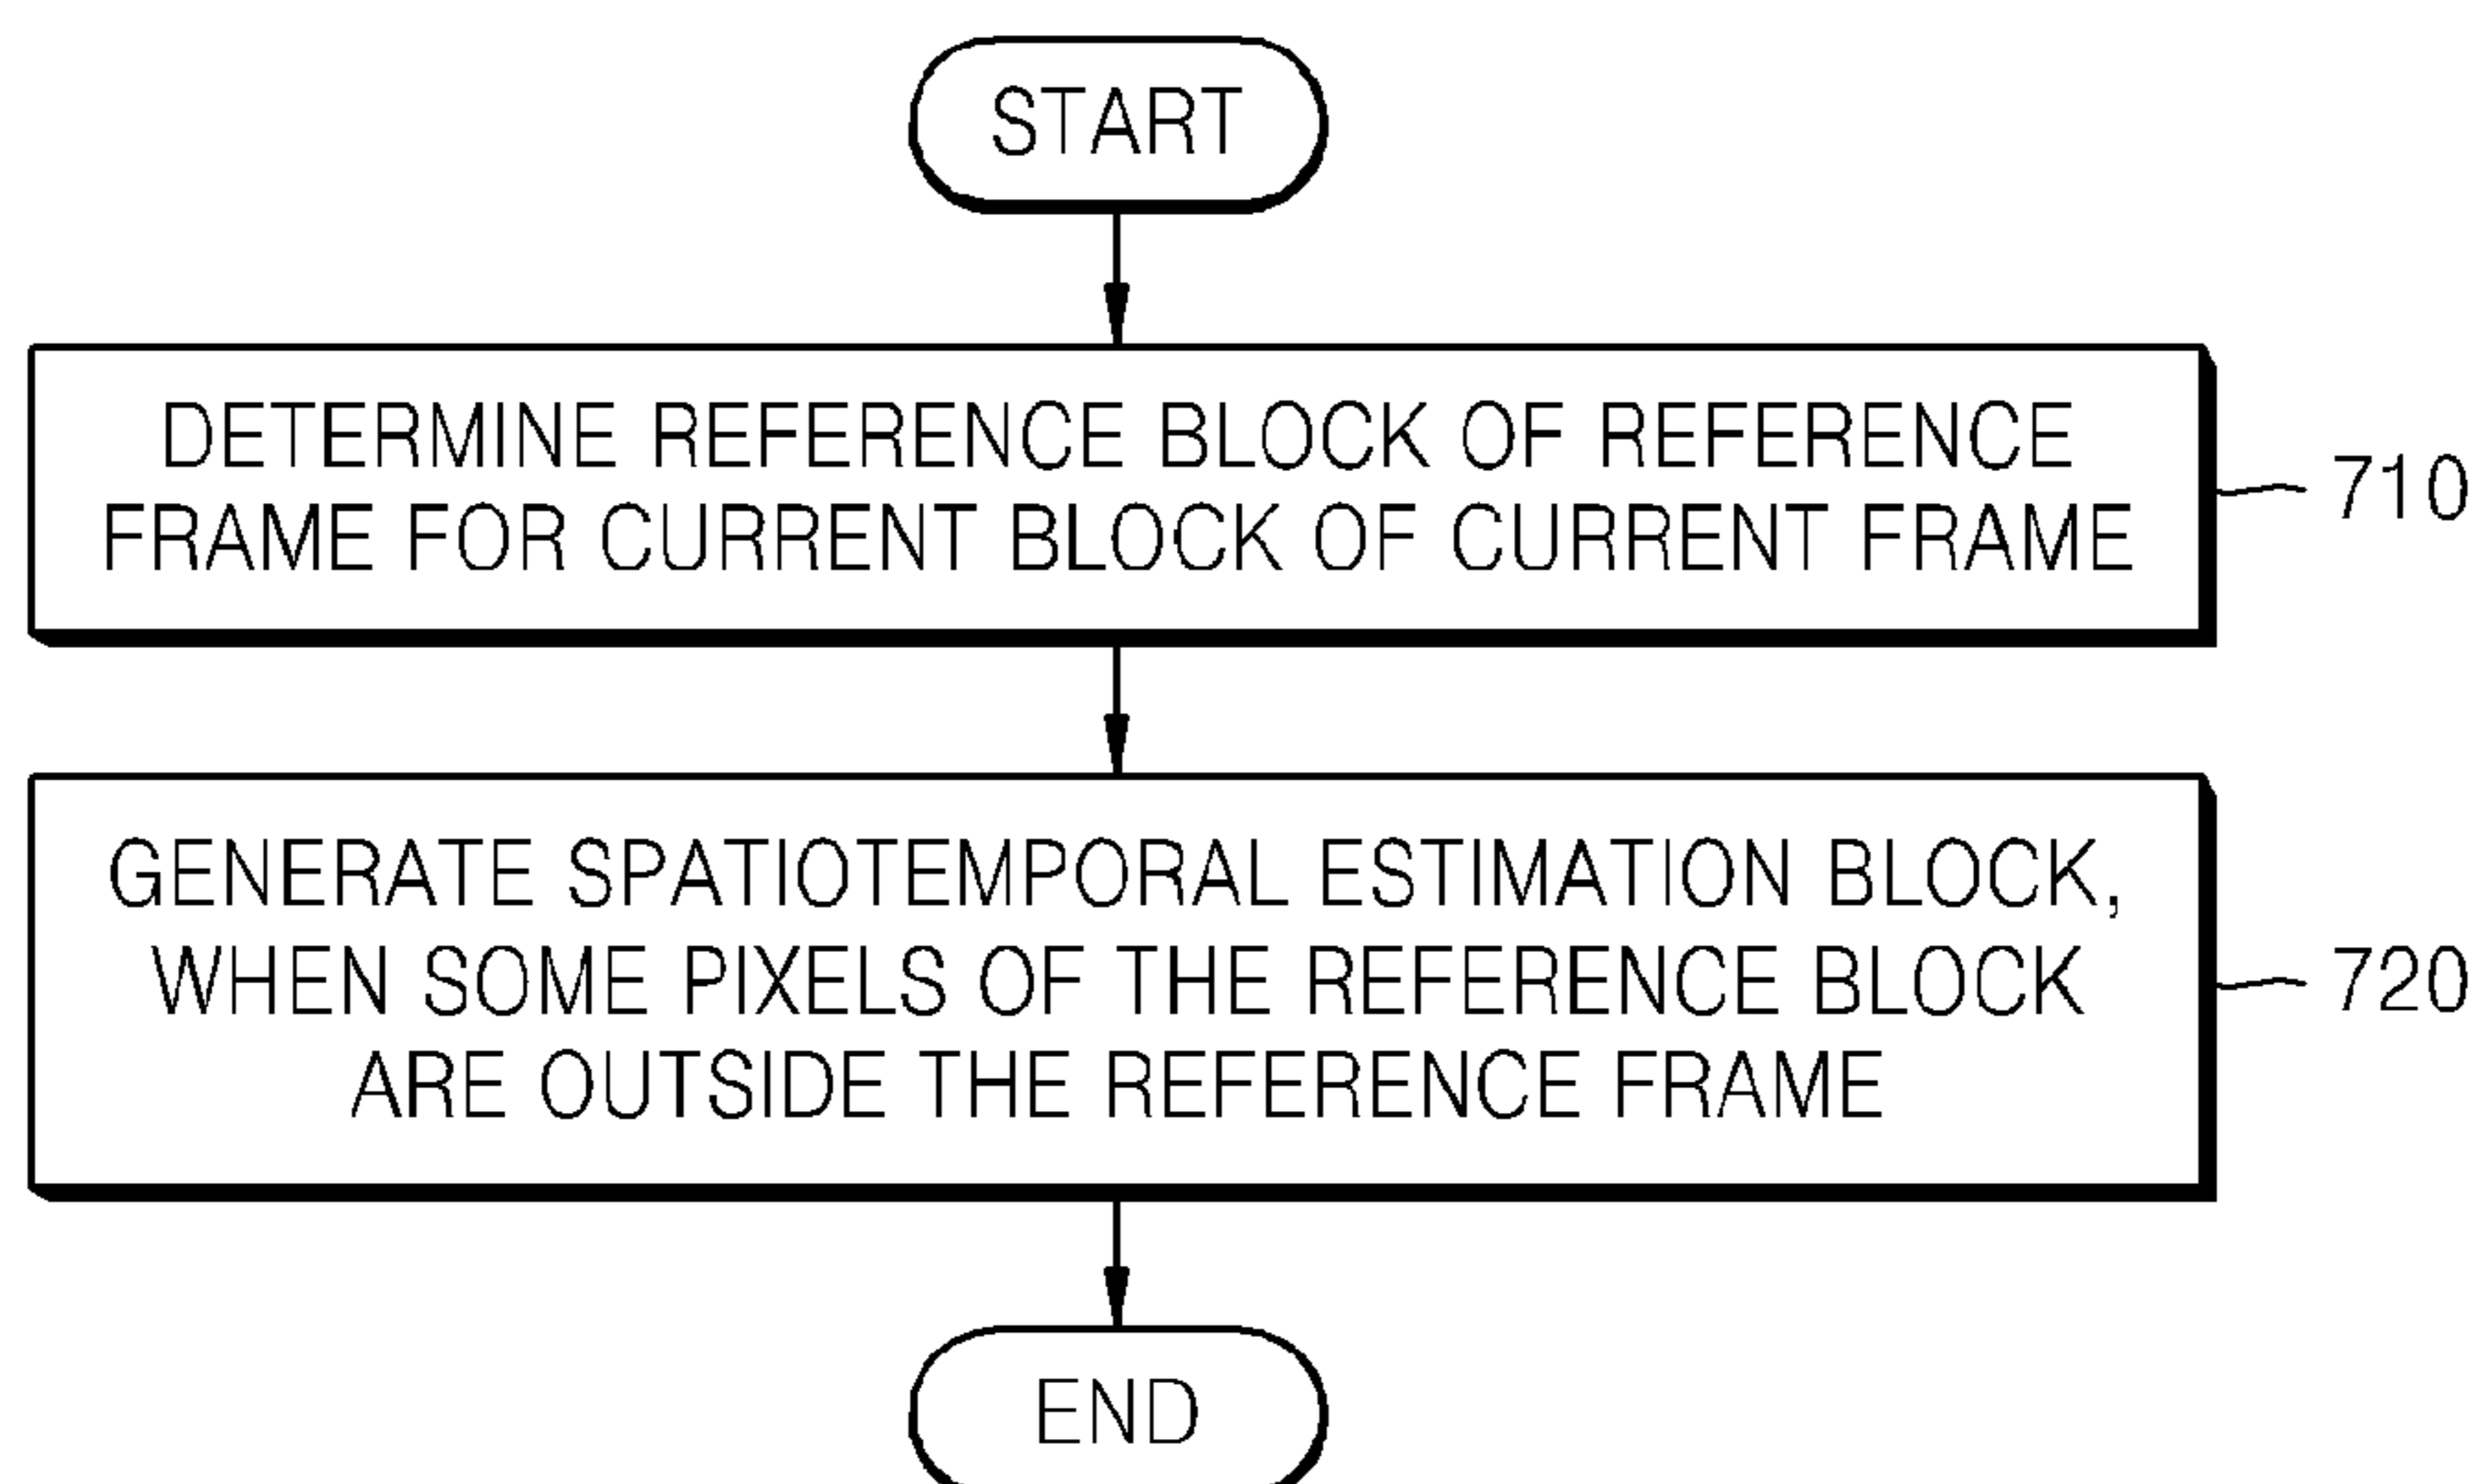 START
DETERMINE REFERENCE BLOCK OF REFERENCE
FRAME FOR CURRENT BLOCK OF CURRENT FRAME
710
GENERATE SPATIOTEMPORAL ESTIMATION BLOCK,
WHEN SOME PIXELS OF THE REFERENCE BLOCK
ARE OUTSIDE THE REFERENCE FRAME
720
END